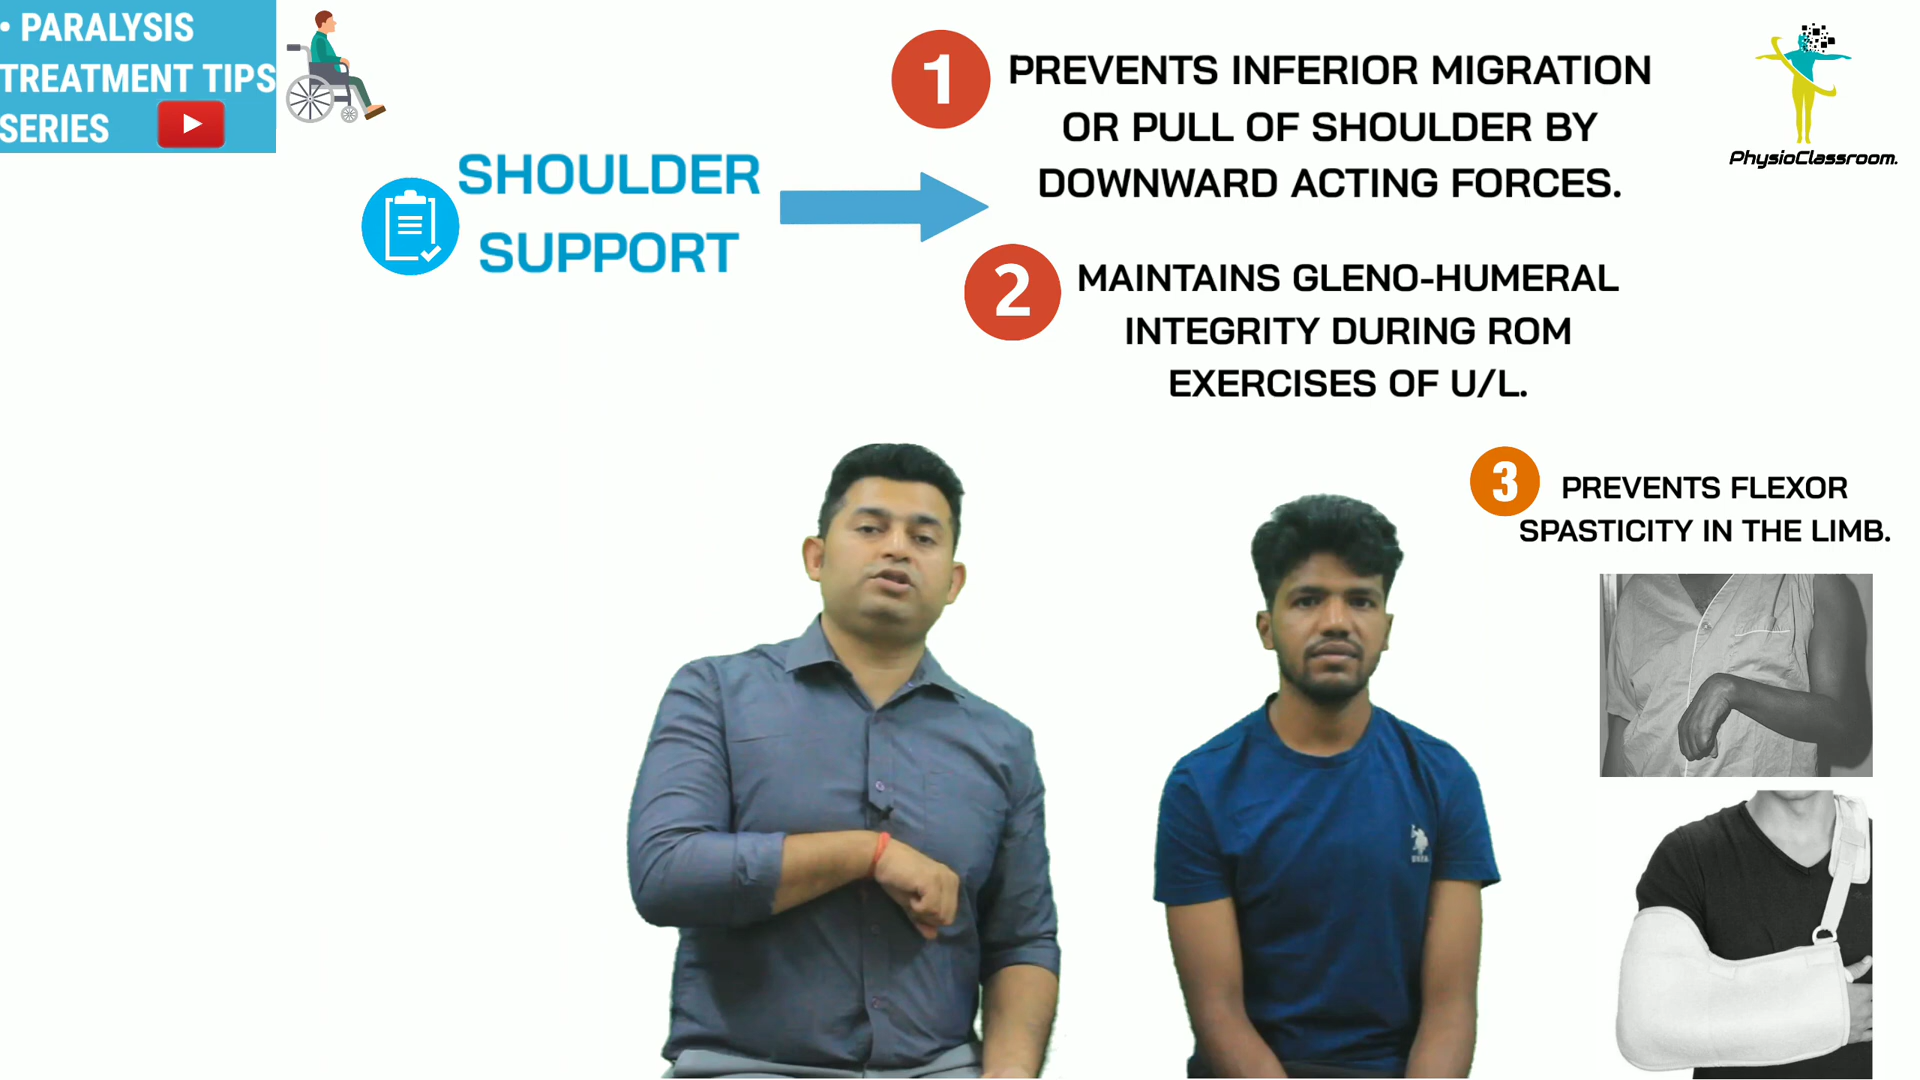 • PARALYSIS
TREATMENT TIPS
SERIES
SHOULDER
SUPPORT
1
PREVENTS INFERIOR MIGRATION
OR PULL OF SHOULDER BY
DOWNWARD ACTING FORCES.
2
MAINTAINS GLENO-HUMERAL
INTEGRITY DURING ROM
EXERCISES OF U/L.
3
PREVENTS FLEXOR
SPASTICITY IN THE LIMB.
PhysioClassroom.